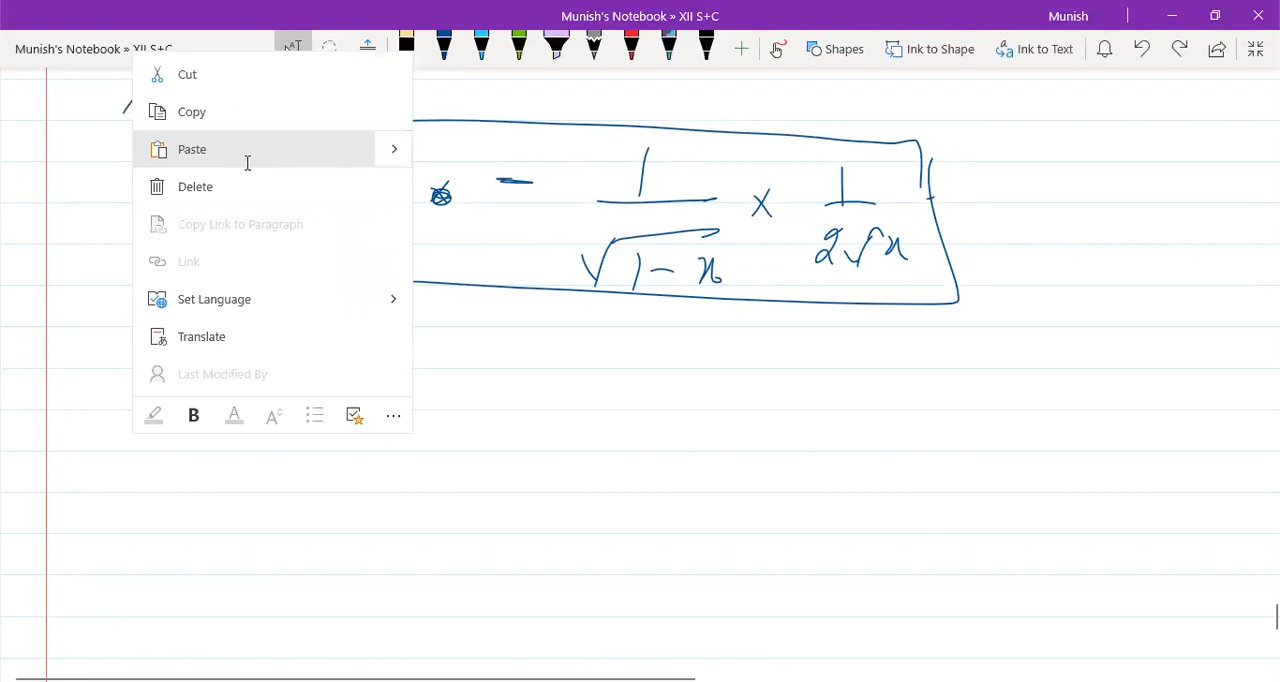 Munish's Notebook » XII S+C
Munish
Munish's Notebook » XII S+C
Shapes
Ink to Shape
Ink to Text
Cut
Copy
Paste
Delete
Copy Link to Paragraph
Link
Set Language
Translate
Last Modified By
B A A ...
= 1/√(1-x) × 1/(2√x)